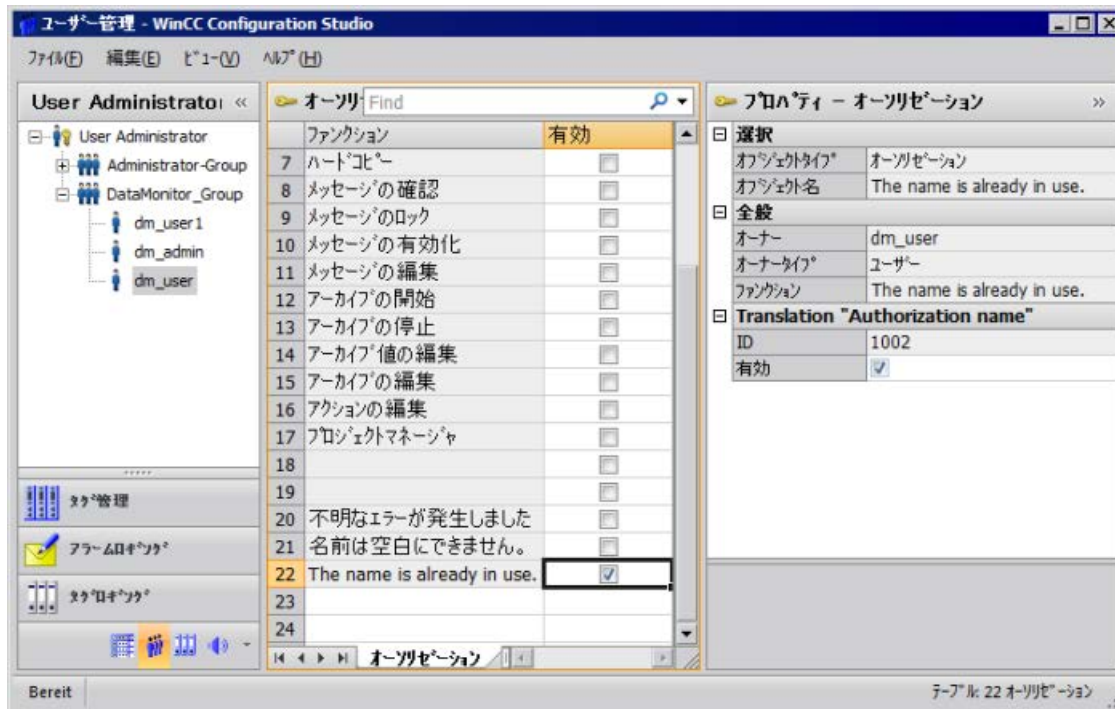 ユーザー管理 - WinCC Configuration Studio
ファイル(F) 編集(E) ビュー(V) ヘルプ(H)
User Administrator «
User Administrator
Administrator-Group
DataMonitor_Group
dm_user1
dm_admin
dm_user
タグ管理
アラームロギング
タグロギング
オーソリ Find
ファンクション 有効
7 ハードコピー
8 メッセージの確認
9 メッセージのロック
10 メッセージの有効化
11 メッセージの編集
12 アーカイブの開始
13 アーカイブの停止
14 アーカイブ値の編集
15 アーカイブの編集
16 アクションの編集
17 プロジェクトマネージャ
18
19
20 不明なエラーが発生しました
21 名前は空白にできません。
22 The name is already in use.
23
24
オーソリゼーション
プロパティ - オーソリゼーション »
選択
オブジェクトタイプ オーソリゼーション
オブジェクト名 The name is already in use.
全般
オーナー dm_user
オーナータイプ ユーザー
ファンクション The name is already in use.
Translation "Authorization name"
ID 1002
有効
Bereit
テーブル: 22 オーソリゼーション